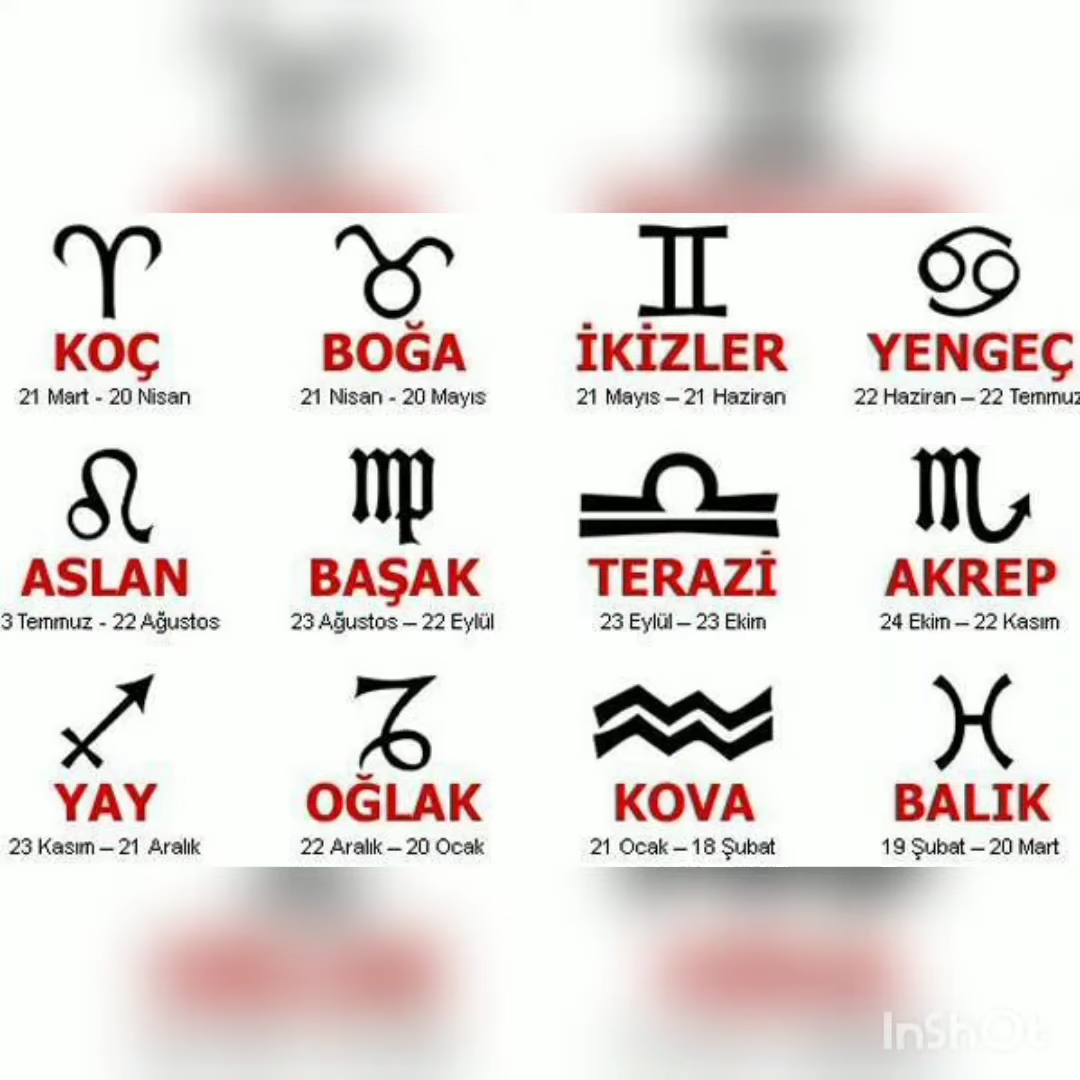 KOÇ BOĞA İKİZLER YENGEÇ
21 Mart - 20 Nisan 21 Nisan - 20 Mayıs 21 Mayıs – 21 Haziran 22 Haziran – 22 Temmuz
ASLAN BAŞAK TERAZİ AKREP
3 Temmuz - 22 Ağustos 23 Ağustos – 22 Eylül 23 Eylül – 23 Ekim 24 Ekim – 22 Kasım
YAY OĞLAK KOVA BALIK
23 Kasım – 21 Aralık 22 Aralık – 20 Ocak 21 Ocak – 18 Şubat 19 Şubat – 20 Mart
InShOt